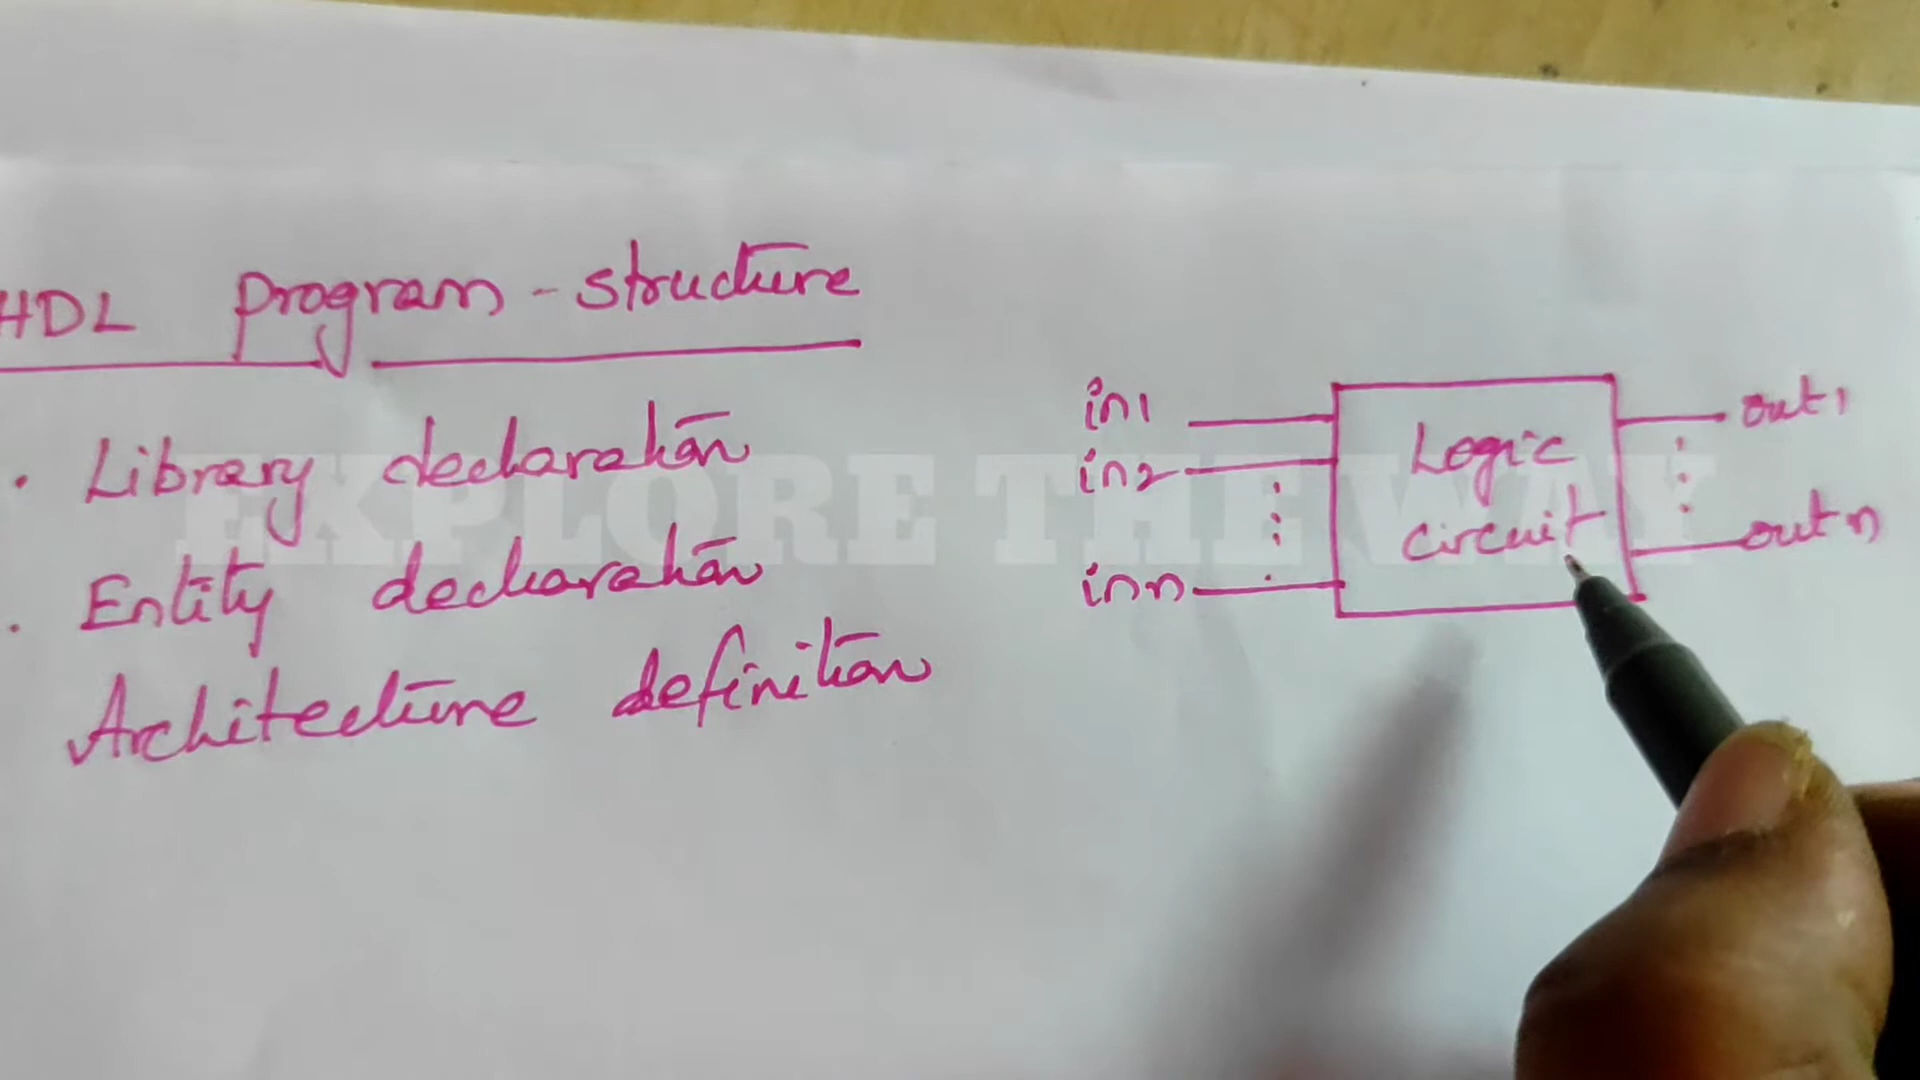 HDL program - structure
. Library declaration
. Entity declaration
Architecture definition
in1
in2
inn
Logic
circuit
out1
outn
EXPLORE THE WAY